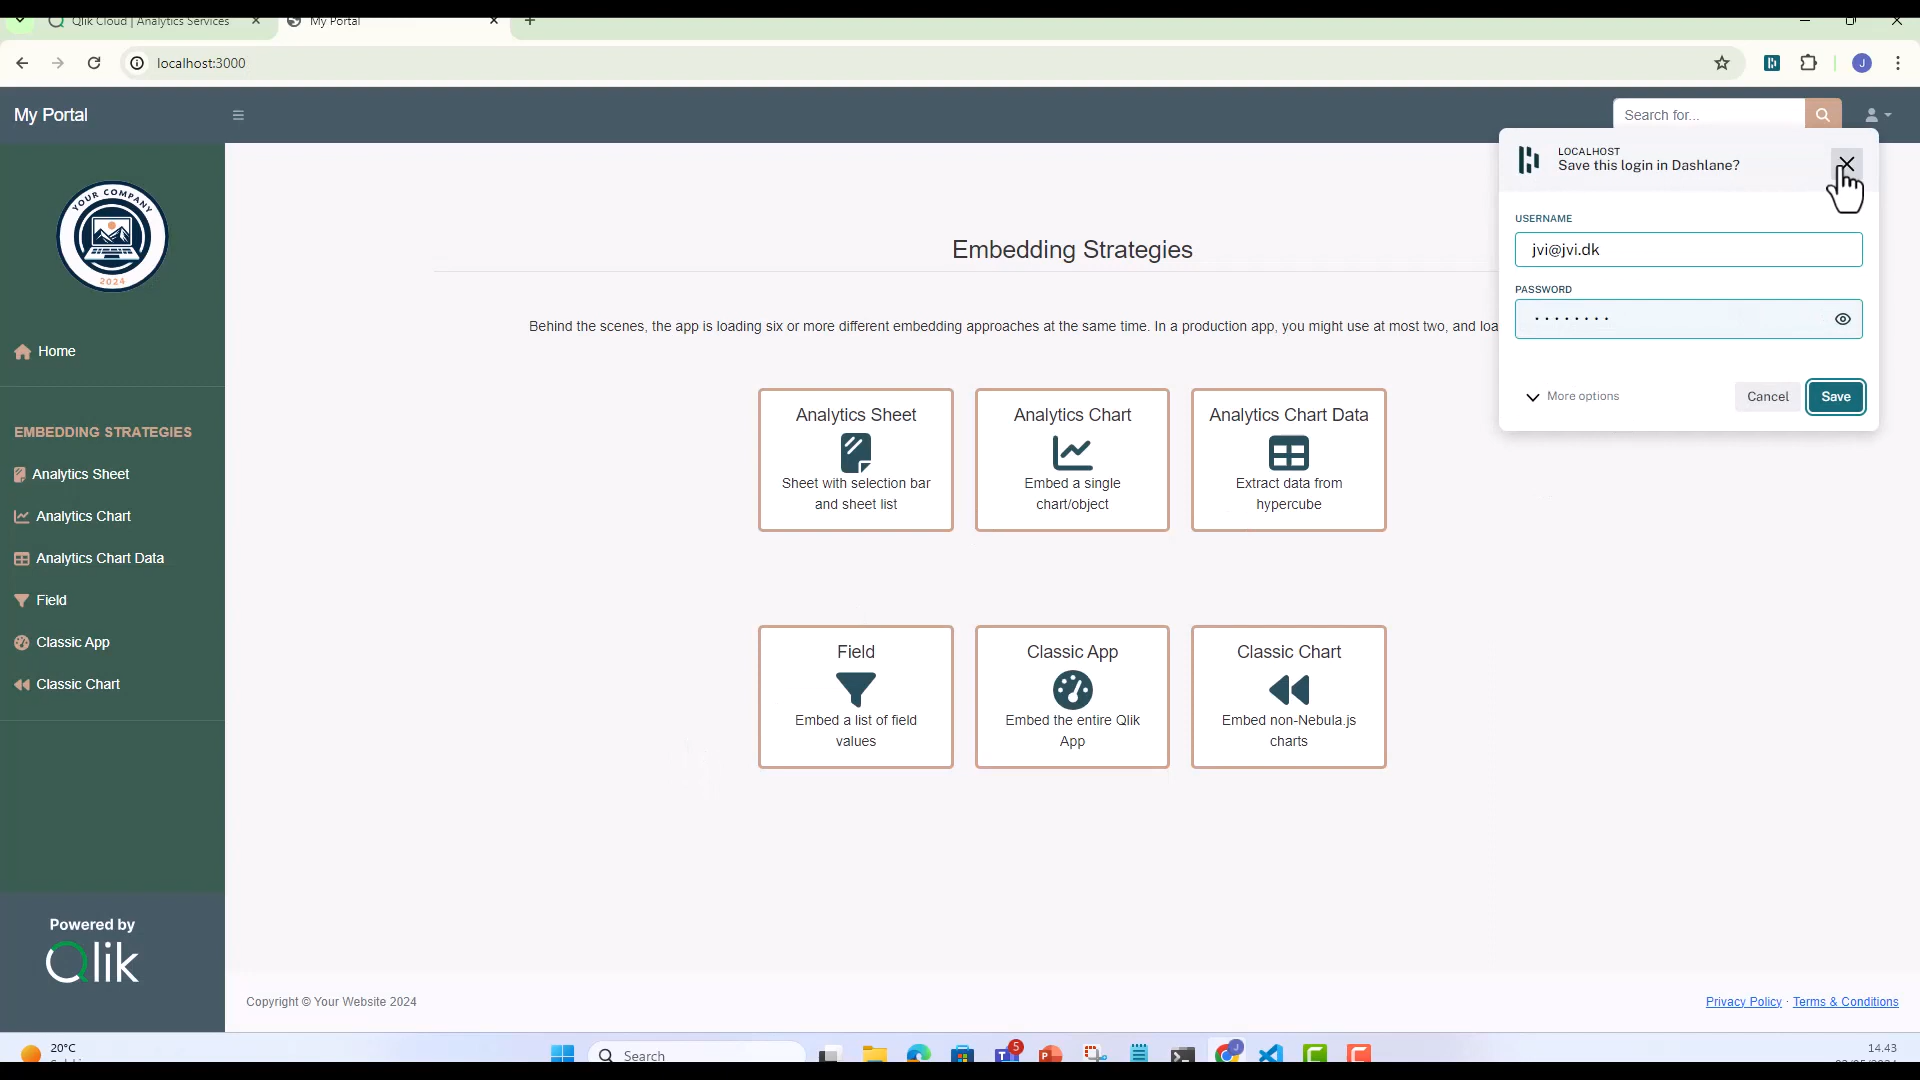 Qlik Cloud | Analytics Services
My Portal
localhost:3000
J
My Portal
Search for...
YOUR COMPANY
2024
Home
EMBEDDING STRATEGIES
Analytics Sheet
Analytics Chart
Analytics Chart Data
Field
Classic App
Classic Chart
Powered by
Qlik
Embedding Strategies
Behind the scenes, the app is loading six or more different embedding approaches at the same time. In a production app, you might use at most two, and loa
Analytics Sheet
Sheet with selection bar
and sheet list
Analytics Chart
Embed a single
chart/object
Analytics Chart Data
Extract data from
hypercube
Field
Embed a list of field
values
Classic App
Embed the entire Qlik
App
Classic Chart
Embed non-Nebula.js
charts
LOCALHOST
Save this login in Dashlane?
USERNAME
jvi@jvi.dk
PASSWORD
More options
Cancel
Save
Copyright © Your Website 2024
Privacy Policy · Terms & Conditions
20°C
Search
5
J
14.43